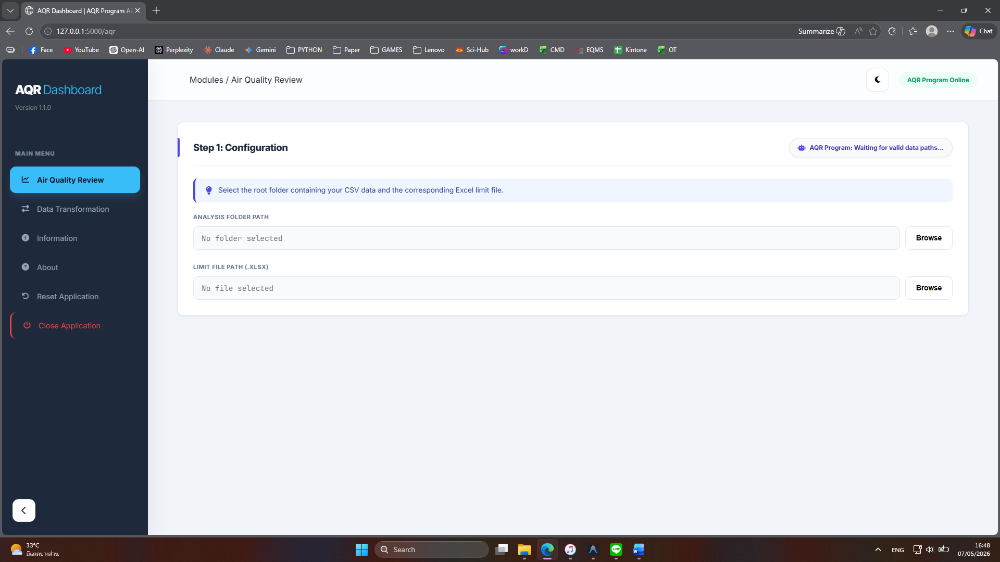 AQR Dashboard | AQR Program Ai
127.0.0.1:5000/aqr
Summarize
Chat
Face
YouTube
Open-AI
Perplexity
Claude
Gemini
PYTHON
Paper
GAMES
Lenovo
Sci-Hub
workD
CMD
EQMS
Kintone
OT
AQR Dashboard
Version 1.1.0
MAIN MENU
Air Quality Review
Data Transformation
Information
About
Reset Application
Close Application
Modules / Air Quality Review
AQR Program Online
Step 1: Configuration
AQR Program: Waiting for valid data paths...
Select the root folder containing your CSV data and the corresponding Excel limit file.
ANALYSIS FOLDER PATH
No folder selected
Browse
LIMIT FILE PATH (.XLSX)
No file selected
Browse
33°C
มีแดดบางส่วน
Search
LINE
ENG
16:48
07/05/2026